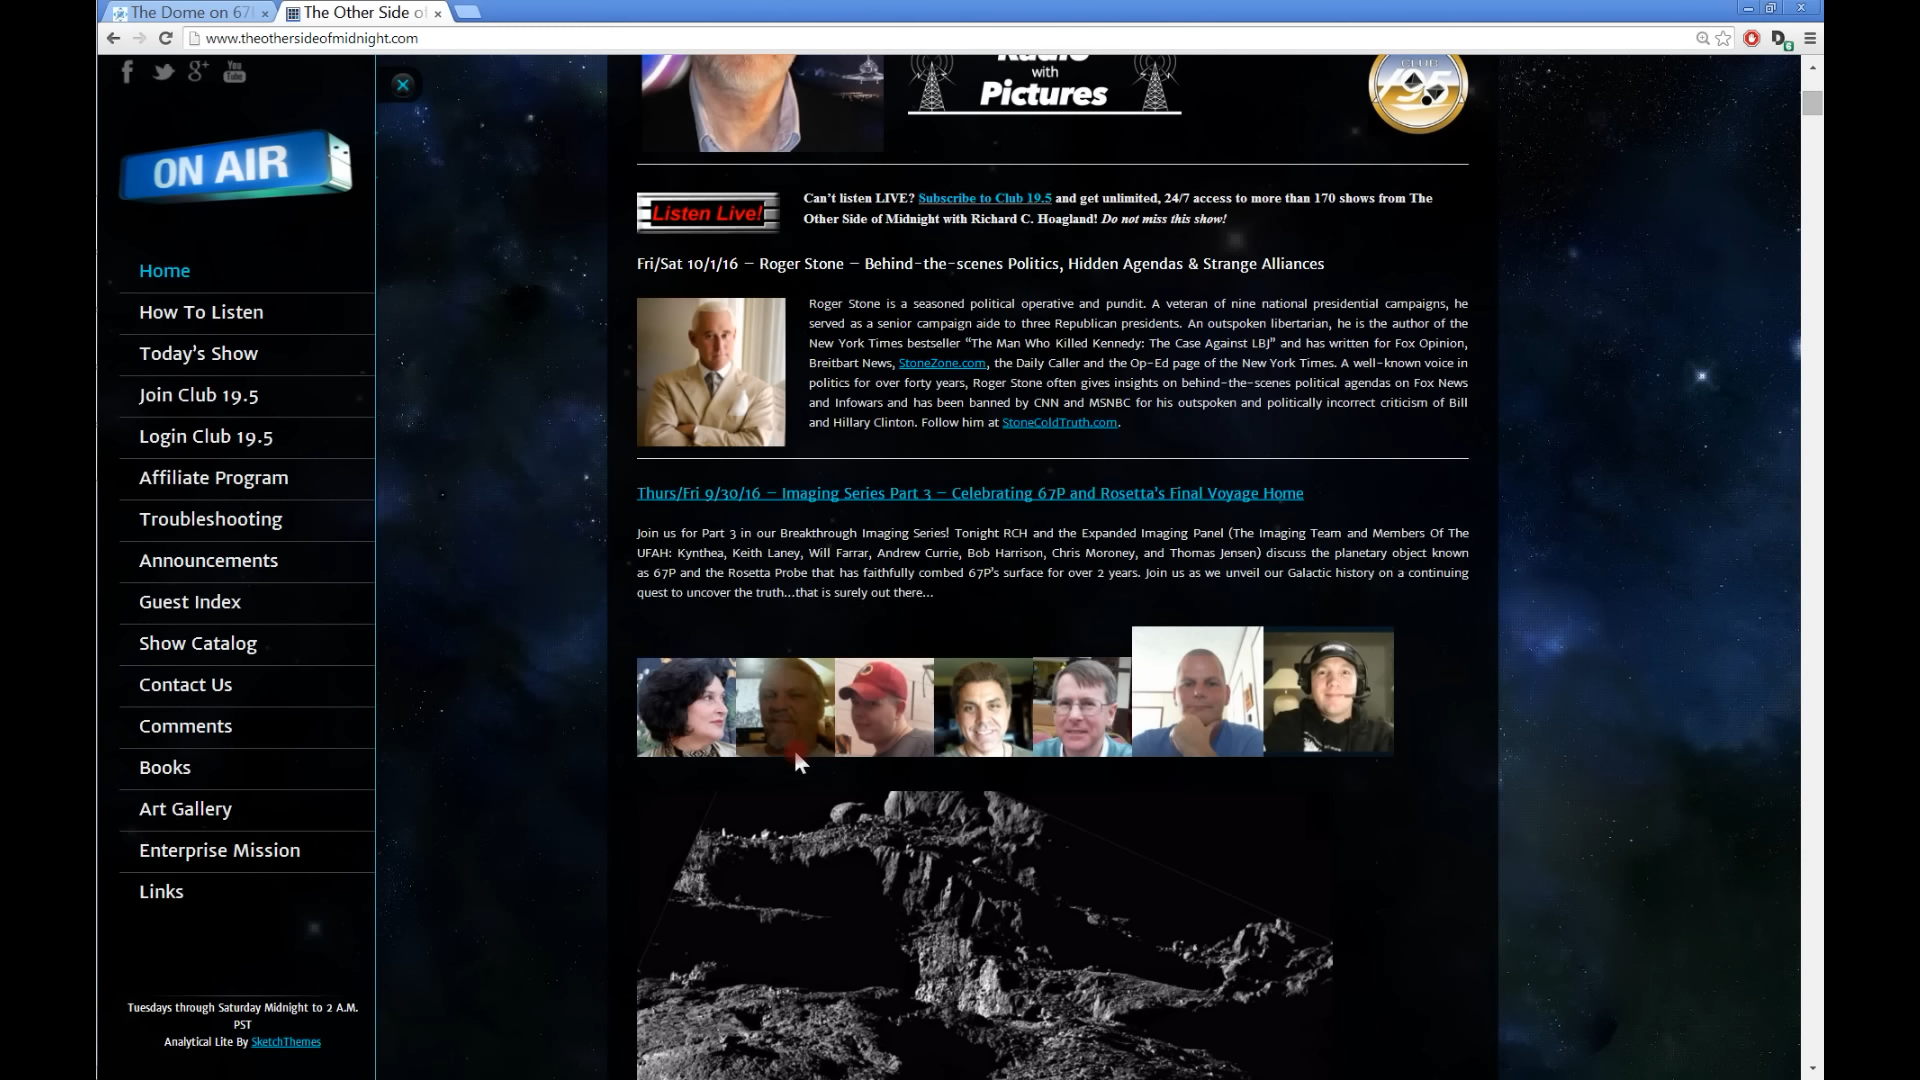 The Dome on 67
The Other Side of
www.theothersideofmidnight.com
You
Tube
ON AIR
Home
How To Listen
Today's Show
Join Club 19.5
Login Club 19.5
Affiliate Program
Troubleshooting
Announcements
Guest Index
Show Catalog
Contact Us
Comments
Books
Art Gallery
Enterprise Mission
Links
Tuesdays through Saturday Midnight to 2 A.M.
PST
Analytical Lite By SketchThemes
Radio
with
Pictures
CLUB
19.5
Listen Live!
Can't listen LIVE? Subscribe to Club 19.5 and get unlimited, 24/7 access to more than 170 shows from The
Other Side of Midnight with Richard C. Hoagland! Do not miss this show!
Fri/Sat 10/1/16 – Roger Stone – Behind-the-scenes Politics, Hidden Agendas & Strange Alliances
Roger Stone is a seasoned political operative and pundit. A veteran of nine national presidential campaigns, he
served as a senior campaign aide to three Republican presidents. An outspoken libertarian, he is the author of the
New York Times bestseller “The Man Who Killed Kennedy: The Case Against LBJ” and has written for Fox Opinion,
Breitbart News, StoneZone.com, the Daily Caller and the Op-Ed page of the New York Times. A well-known voice in
politics for over forty years, Roger Stone often gives insights on behind-the-scenes political agendas on Fox News
and Infowars and has been banned by CNN and MSNBC for his outspoken and politically incorrect criticism of Bill
and Hillary Clinton. Follow him at StoneColdTruth.com.
Thurs/Fri 9/30/16 – Imaging Series Part 3 – Celebrating 67P and Rosetta's Final Voyage Home
Join us for Part 3 in our Breakthrough Imaging Series! Tonight RCH and the Expanded Imaging Panel (The Imaging Team and Members Of The
UFAH: Kynthea, Keith Laney, Will Farrar, Andrew Currie, Bob Harrison, Chris Moroney, and Thomas Jensen) discuss the planetary object known
as 67P and the Rosetta Probe that has faithfully combed 67P's surface for over 2 years. Join us as we unveil our Galactic history on a continuing
quest to uncover the truth...that is surely out there...